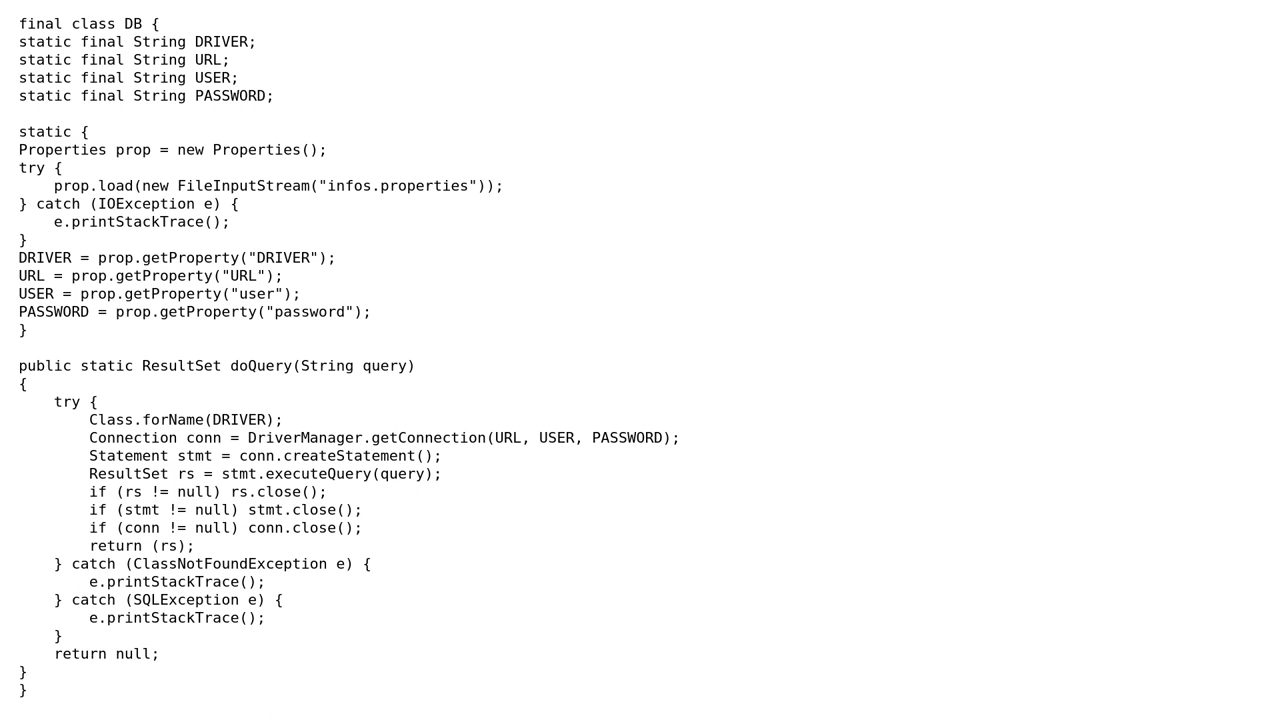 final class DB {
static final String DRIVER;
static final String URL;
static final String USER;
static final String PASSWORD;

static {
Properties prop = new Properties();
try {
    prop.load(new FileInputStream("infos.properties"));
} catch (IOException e) {
    e.printStackTrace();
}
DRIVER = prop.getProperty("DRIVER");
URL = prop.getProperty("URL");
USER = prop.getProperty("user");
PASSWORD = prop.getProperty("password");
}

public static ResultSet doQuery(String query)
{
    try {
        Class.forName(DRIVER);
        Connection conn = DriverManager.getConnection(URL, USER, PASSWORD);
        Statement stmt = conn.createStatement();
        ResultSet rs = stmt.executeQuery(query);
        if (rs != null) rs.close();
        if (stmt != null) stmt.close();
        if (conn != null) conn.close();
        return (rs);
    } catch (ClassNotFoundException e) {
        e.printStackTrace();
    } catch (SQLException e) {
        e.printStackTrace();
    }
    return null;
}
}